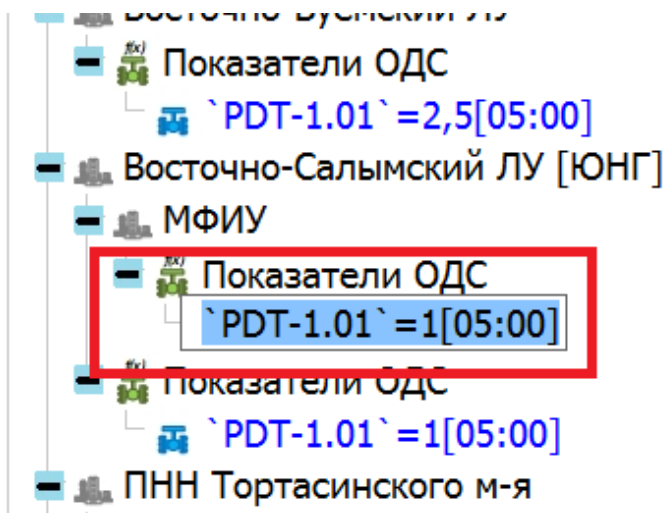 Показатели ОДС
`PDT-1.01`=2,5[05:00]
Восточно-Салымский ЛУ [ЮНГ]
МФИУ
f(x)
Показатели ОДС
`PDT-1.01`=1[05:00]
Показатели ОДС
`PDT-1.01`=1[05:00]
ПНН Тортасинского м-я